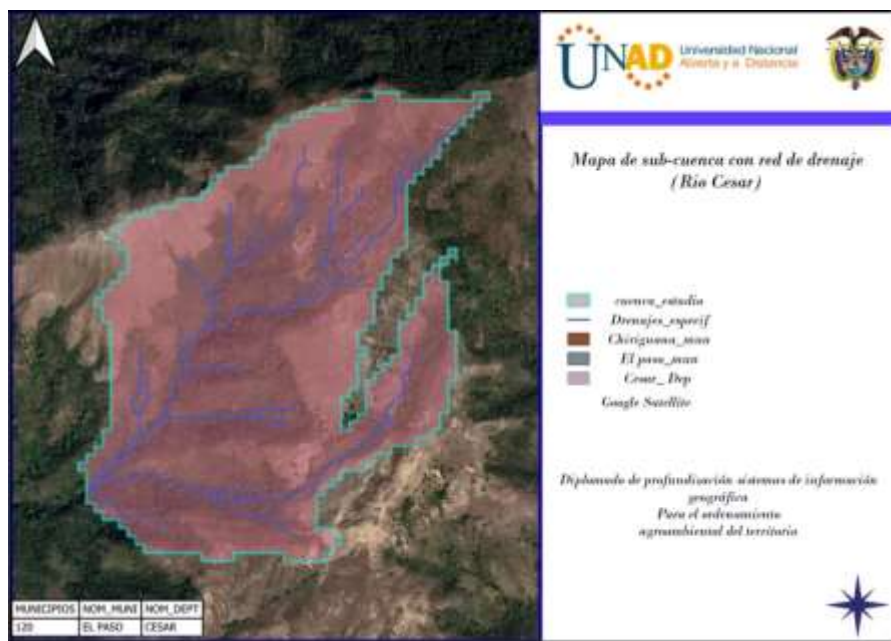 UNAD Universidad Nacional
Abierta y a Distancia
Mapa de sub-cuenca con red de drenaje
(Rio Cesar)
cuenca_estudio
Drenajes_especif
Chiriguana_mun
El paso_mun
Cesar_ Dep
Google Satellite
Diplomado de profundización sistemas de información
geográfica
Para el ordenamiento
agroambiental del territorio
MUNICIPIOS NOM_MUNI NOM_DEPT
120 EL PASO CESAR